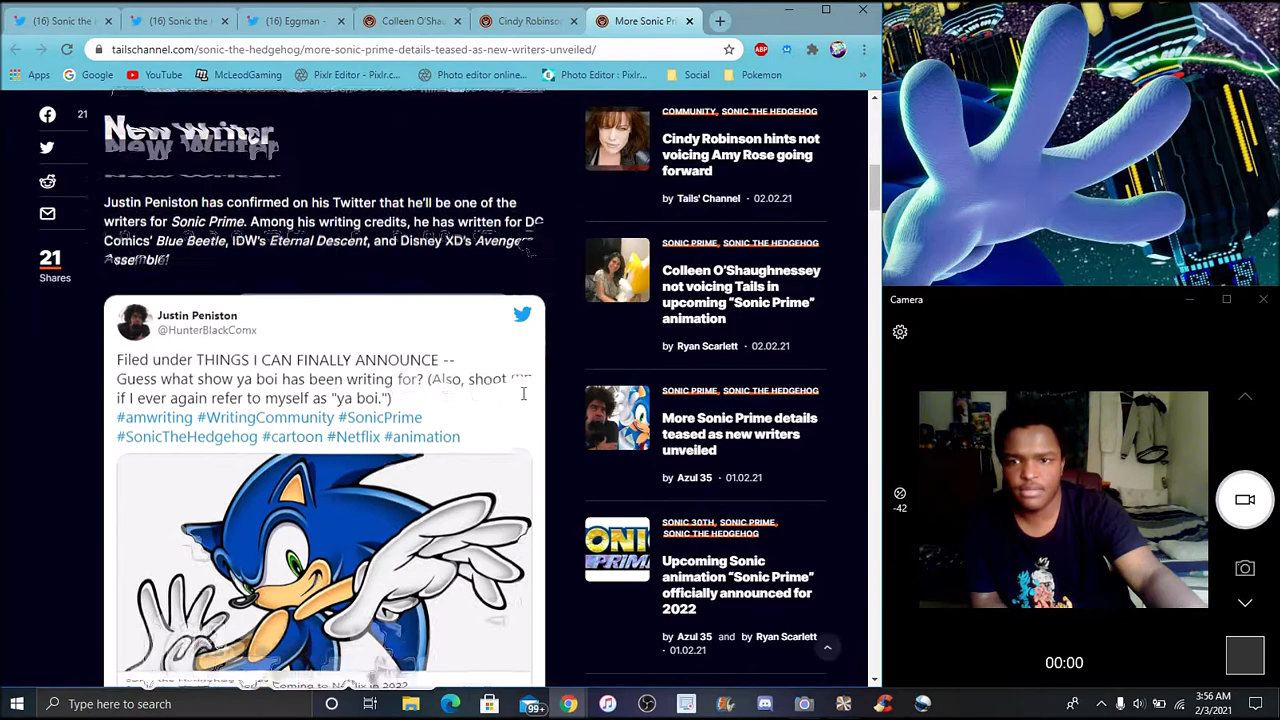 (16) Sonic the
(16) Sonic the
(16) Eggman -
Colleen O'Shau
Cindy Robinson
More Sonic Pri
tailschannel.com/sonic-the-hedgehog/more-sonic-prime-details-teased-as-new-writers-unveiled/
Apps
Google
YouTube
McLeodGaming
Pixlr Editor - Pixlr.c...
Photo editor online...
Photo Editor : Pixlr...
Social
Pokemon
21
New Writer
Justin Peniston has confirmed on his Twitter that he'll be one of the
writers for Sonic Prime. Among his writing credits, he has written for DC
Comics' Blue Beetle, IDW's Eternal Descent, and Disney XD's Avengers
Assemble!
21
Shares
Justin Peniston
@HunterBlackComx
Filed under THINGS I CAN FINALLY ANNOUNCE --
Guess what show ya boi has been writing for? (Also, shoot
if I ever again refer to myself as "ya boi.")
#amwriting #WritingCommunity #SonicPrime
#SonicTheHedgehog #cartoon #Netflix #animation
Coming to Netflix in 2022
COMMUNITY, SONIC THE HEDGEHOG
Cindy Robinson hints not
voicing Amy Rose going
forward
by Tails' Channel • 02.02.21
SONIC PRIME, SONIC THE HEDGEHOG
Colleen O'Shaughnessey
not voicing Tails in
upcoming “Sonic Prime”
animation
by Ryan Scarlett • 02.02.21
SONIC PRIME, SONIC THE HEDGEHOG
More Sonic Prime details
teased as new writers
unveiled
by Azul 35 • 01.02.21
SONIC 30TH, SONIC PRIME,
SONIC THE HEDGEHOG
Upcoming Sonic
animation “Sonic Prime”
officially announced for
2022
by Azul 35 and by Ryan Scarlett
• 01.02.21
Camera
-42
00:00
Type here to search
99+
3:56 AM
2/3/2021